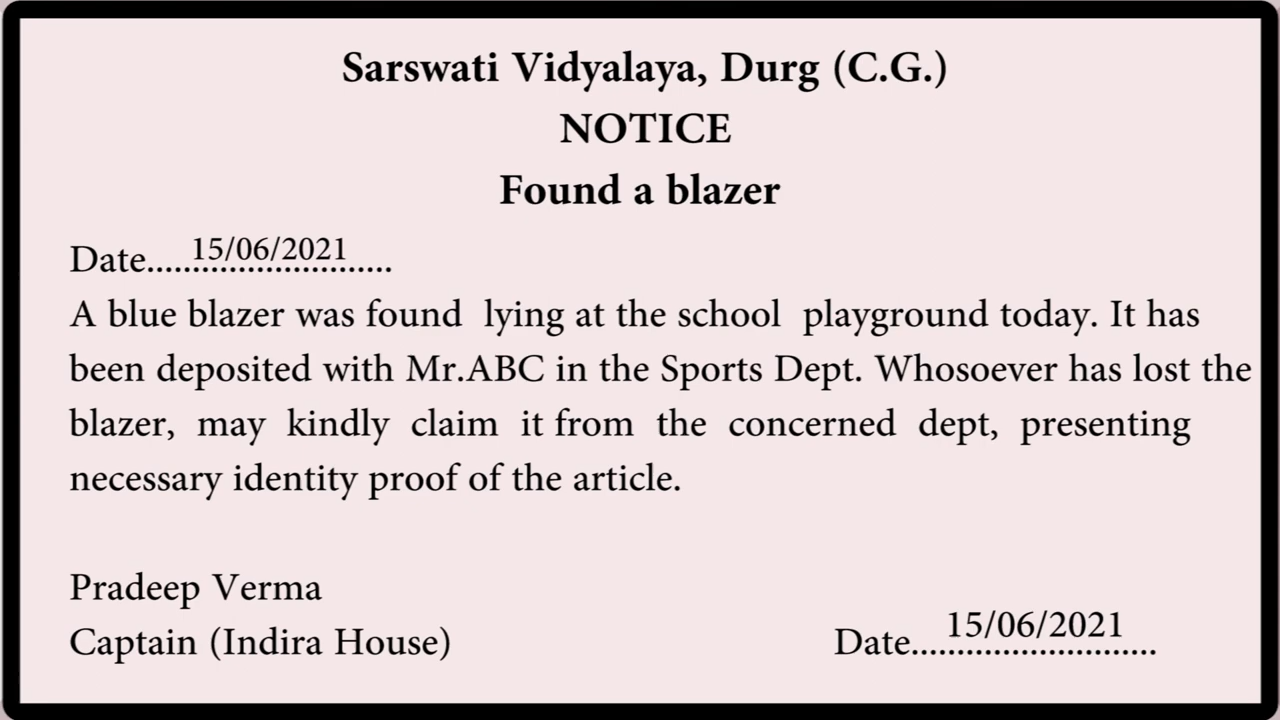 Sarswati Vidyalaya, Durg (C.G.)
NOTICE
Found a blazer
Date.....15/06/2021.....
A blue blazer was found lying at the school playground today. It has
been deposited with Mr.ABC in the Sports Dept. Whosoever has lost the
blazer, may kindly claim it from the concerned dept, presenting
necessary identity proof of the article.
Pradeep Verma
Captain (Indira House)
Date.....15/06/2021.....